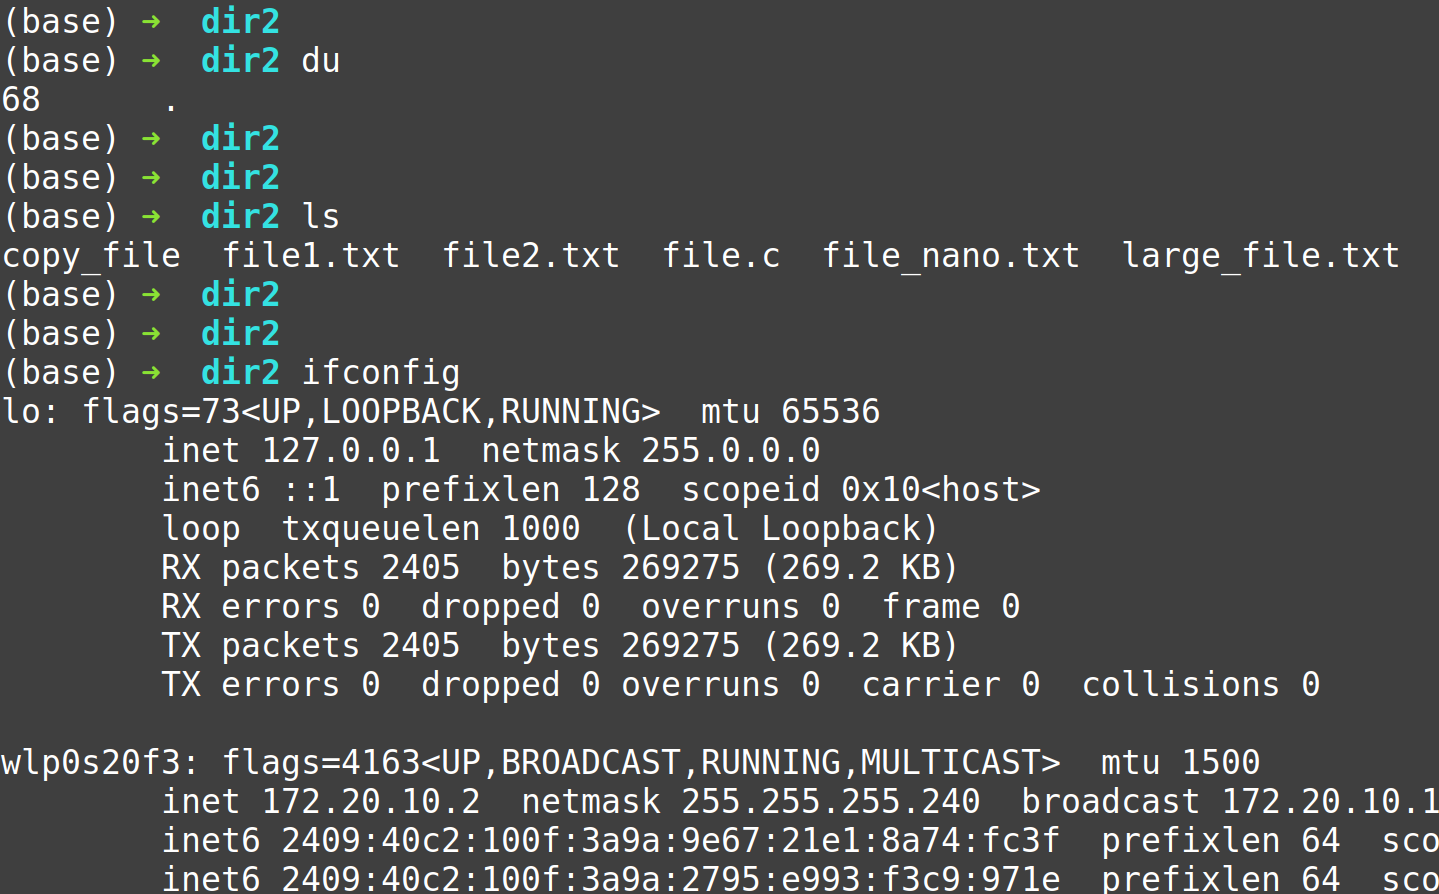 (base) ➜  dir2
(base) ➜  dir2 du
68      .
(base) ➜  dir2
(base) ➜  dir2
(base) ➜  dir2 ls
copy_file  file1.txt  file2.txt  file.c  file_nano.txt  large_file.txt
(base) ➜  dir2
(base) ➜  dir2
(base) ➜  dir2 ifconfig
lo: flags=73<UP,LOOPBACK,RUNNING>  mtu 65536
        inet 127.0.0.1  netmask 255.0.0.0
        inet6 ::1  prefixlen 128  scopeid 0x10<host>
        loop  txqueuelen 1000  (Local Loopback)
        RX packets 2405  bytes 269275 (269.2 KB)
        RX errors 0  dropped 0  overruns 0  frame 0
        TX packets 2405  bytes 269275 (269.2 KB)
        TX errors 0  dropped 0 overruns 0  carrier 0  collisions 0

wlp0s20f3: flags=4163<UP,BROADCAST,RUNNING,MULTICAST>  mtu 1500
        inet 172.20.10.2  netmask 255.255.255.240  broadcast 172.20.10.1
        inet6 2409:40c2:100f:3a9a:9e67:21e1:8a74:fc3f  prefixlen 64  sco
        inet6 2409:40c2:100f:3a9a:2795:e993:f3c9:971e  prefixlen 64  sco